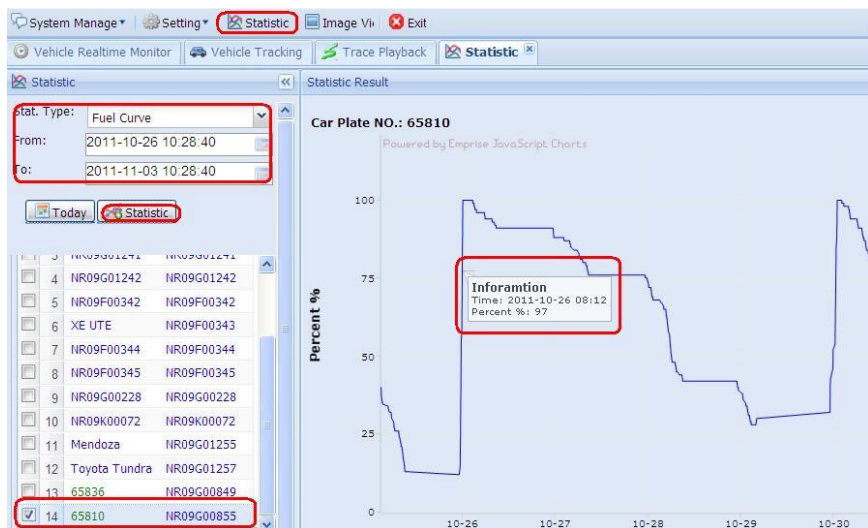 System Manage Setting Statistic Image Vi Exit
Vehicle Realtime Monitor Vehicle Tracking Trace Playback Statistic
Statistic
Stat. Type: Fuel Curve
From: 2011-10-26 10:28:40
To: 2011-11-03 10:28:40
Today Statistic
3 NR09G01241 NR09G01241
4 NR09G01242 NR09G01242
5 NR09F00342 NR09F00342
6 XE UTE NR09F00343
7 NR09F00344 NR09F00344
8 NR09F00345 NR09F00345
9 NR09G00228 NR09G00228
10 NR09K00072 NR09K00072
11 Mendoza NR09G01255
12 Toyota Tundra NR09G01257
13 65836 NR09G00849
14 65810 NR09G00855
Statistic Result
Car Plate NO.: 65810
Powered by Emprise JavaScript Charts
Percent %
100
75
50
25
0
Inforamtion
Time: 2011-10-26 08:12
Percent %: 97
10-26 10-27 10-28 10-29 10-30